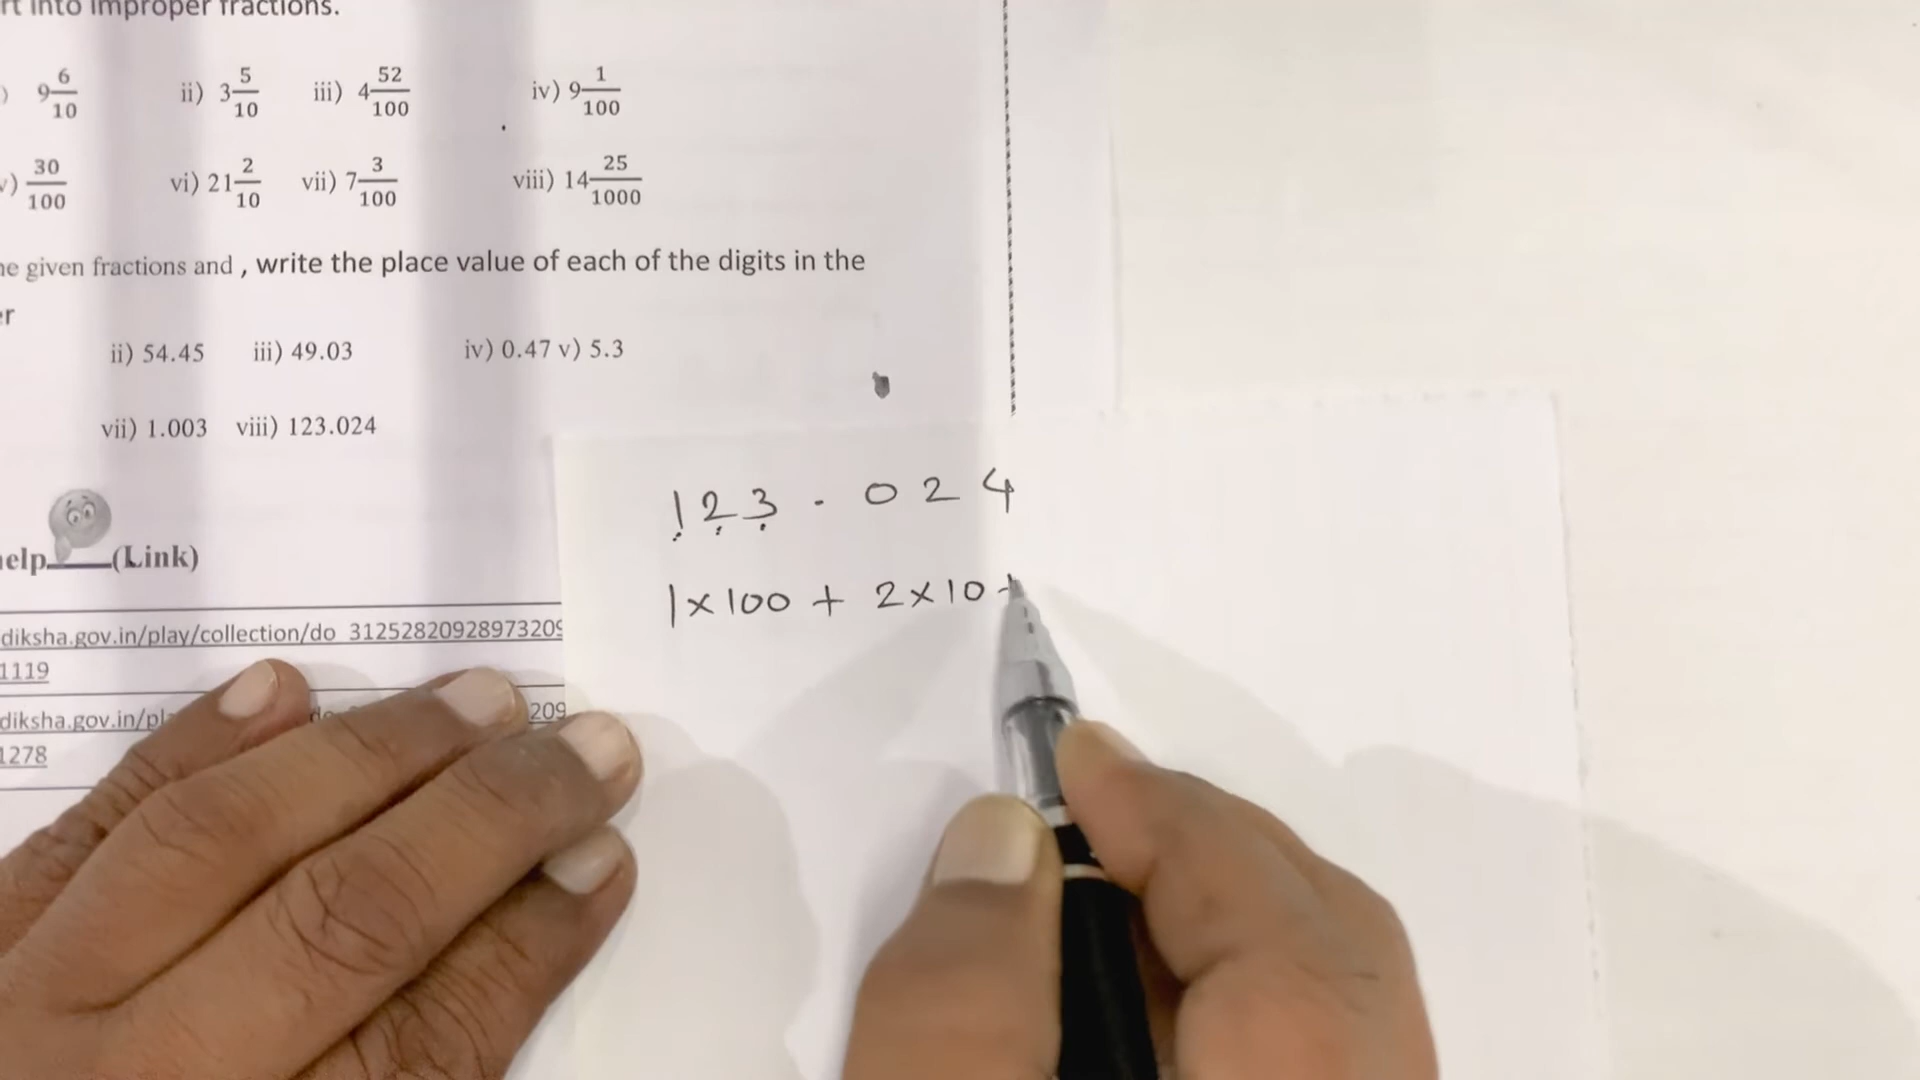 into improper fractions.
9 6/10 ii) 3 5/10 iii) 4 52/100 iv) 9 1/100
30/100 vi) 21 2/10 vii) 7 3/100 viii) 14 25/1000
given fractions and , write the place value of each of the digits in the
ii) 54.45 iii) 49.03 iv) 0.47 v) 5.3
vii) 1.003 viii) 123.024
123.024
1×100 + 2×10 +
(Link)
diksha.gov.in/play/collection/do_31252820928973209
1119
diksha.gov.in/pl 209
1278